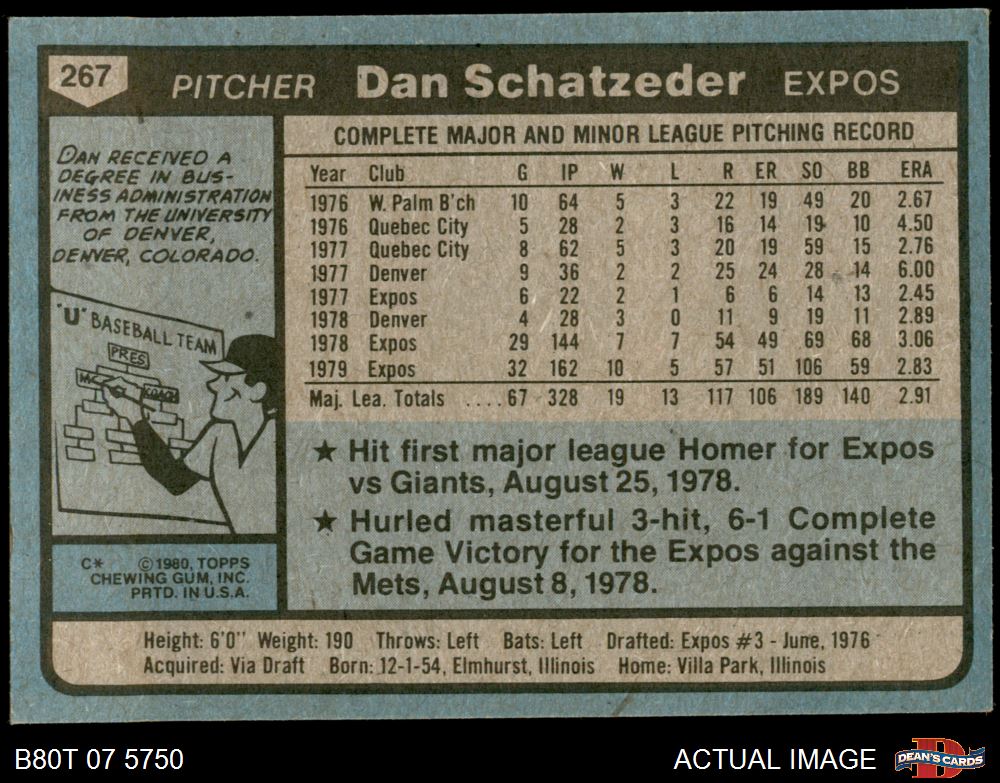 267 PITCHER Dan Schatzeder EXPOS
DAN RECEIVED A
DEGREE IN BUS-
INESS ADMINISTRATION
FROM THE UNIVERSITY
OF DENVER,
DENVER, COLORADO.
"U" BASEBALL TEAM
PRES
COACH
C* ©1980, TOPPS
CHEWING GUM, INC.
PRTD. IN U.S.A.
COMPLETE MAJOR AND MINOR LEAGUE PITCHING RECORD
Year Club G IP W L R ER SO BB ERA
1976 W. Palm B'ch 10 64 5 3 22 19 49 20 2.67
1976 Quebec City 5 28 2 3 16 14 19 10 4.50
1977 Quebec City 8 62 5 3 20 19 59 15 2.76
1977 Denver 9 36 2 2 25 24 28 14 6.00
1977 Expos 6 22 2 1 6 6 14 13 2.45
1978 Denver 4 28 3 0 11 9 19 11 2.89
1978 Expos 29 144 7 7 54 49 69 68 3.06
1979 Expos 32 162 10 5 57 51 106 59 2.83
Maj. Lea. Totals ....67 328 19 13 117 106 189 140 2.91
★ Hit first major league Homer for Expos
vs Giants, August 25, 1978.
★ Hurled masterful 3-hit, 6-1 Complete
Game Victory for the Expos against the
Mets, August 8, 1978.
Height: 6'0" Weight: 190 Throws: Left Bats: Left Drafted: Expos #3 - June, 1976
Acquired: Via Draft Born: 12-1-54, Elmhurst, Illinois Home: Villa Park, Illinois
B80T 07 5750 ACTUAL IMAGE D DEAN'S CARDS